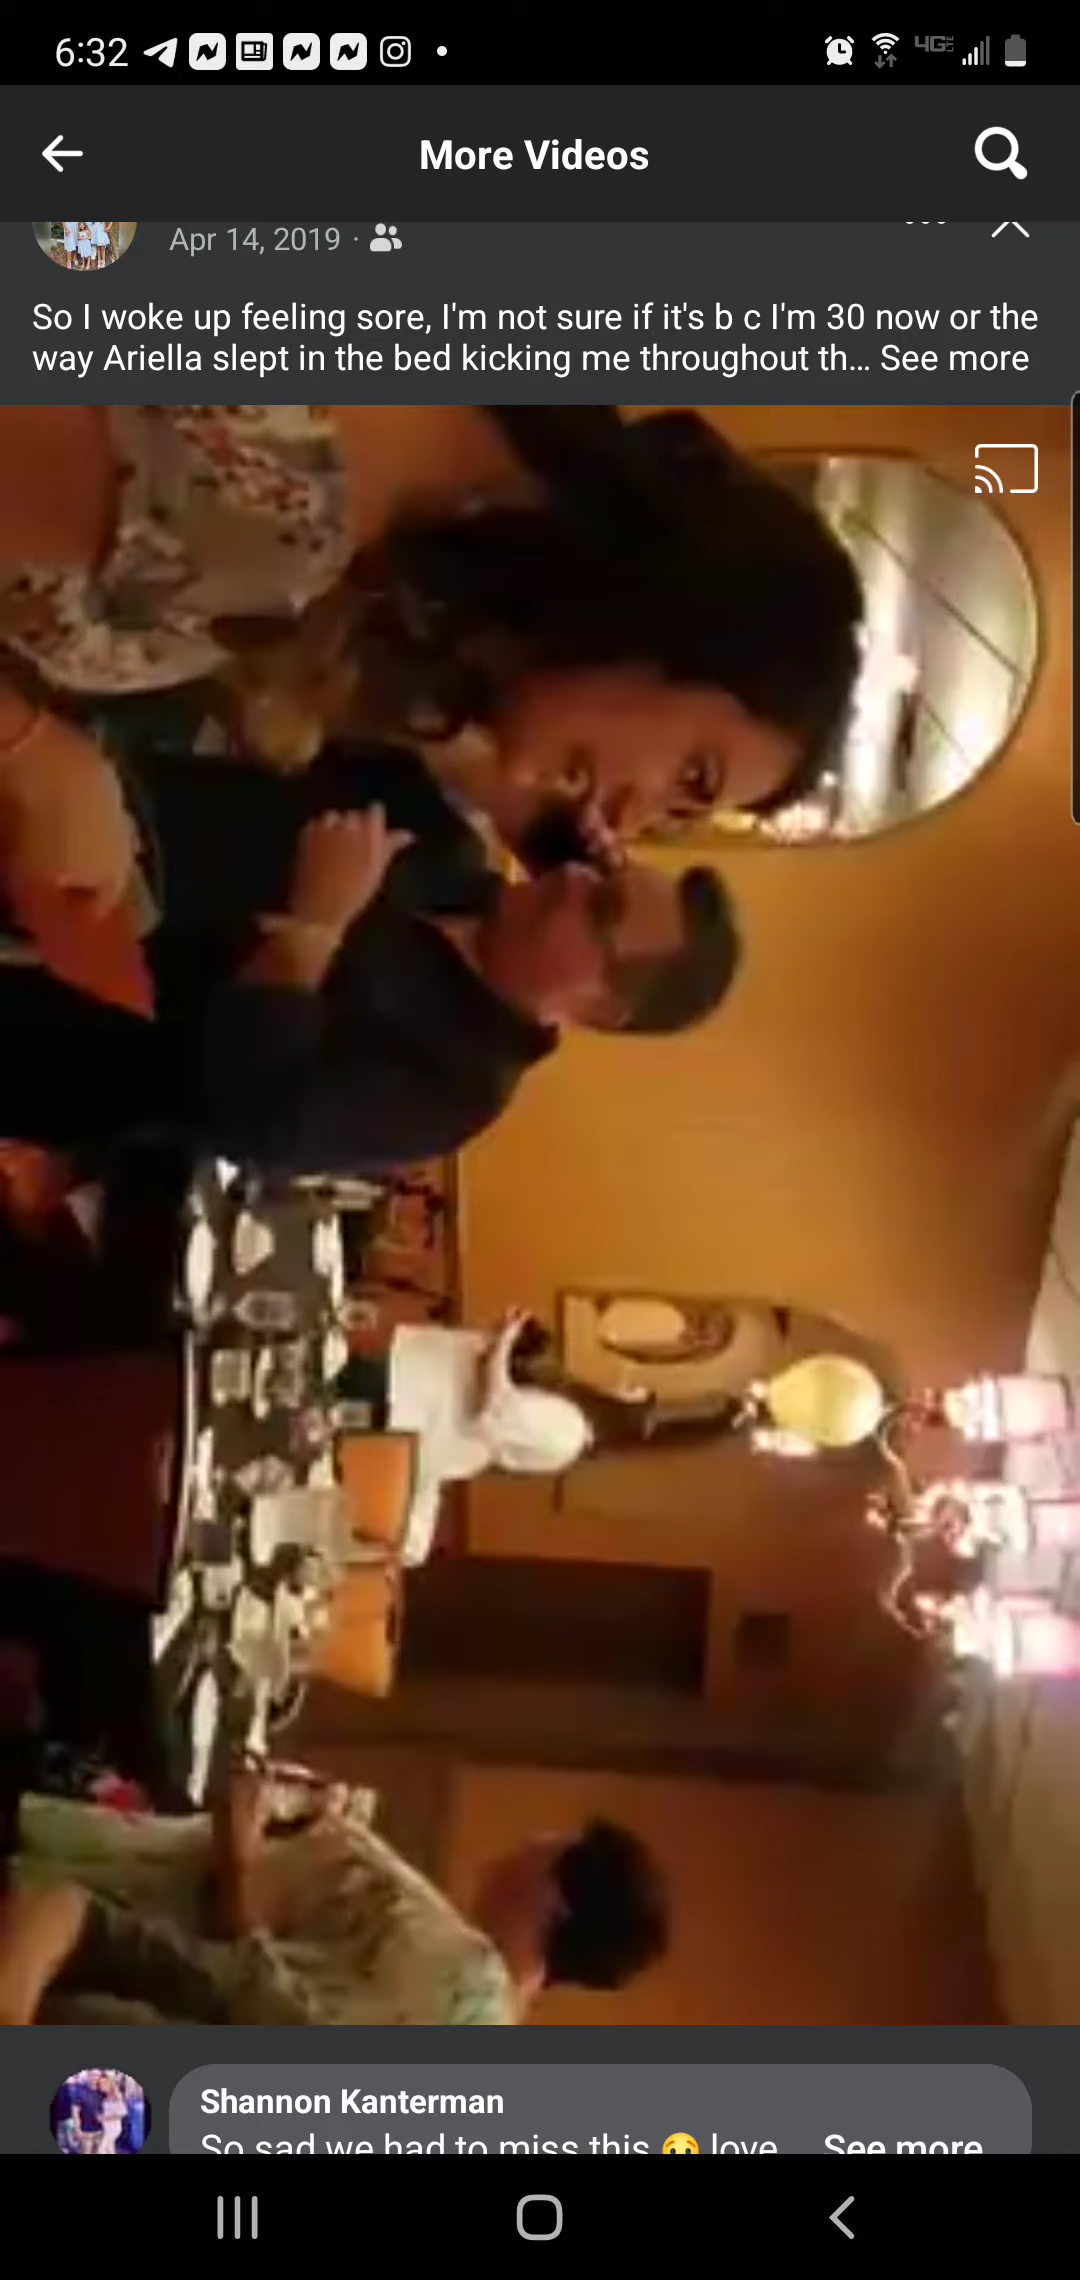 6:32
4G LTE
More Videos
Apr 14, 2019 ·
So I woke up feeling sore, I'm not sure if it's b c I'm 30 now or the
way Ariella slept in the bed kicking me throughout th... See more
Shannon Kanterman
So sad we had to miss this 😢 love ... See more